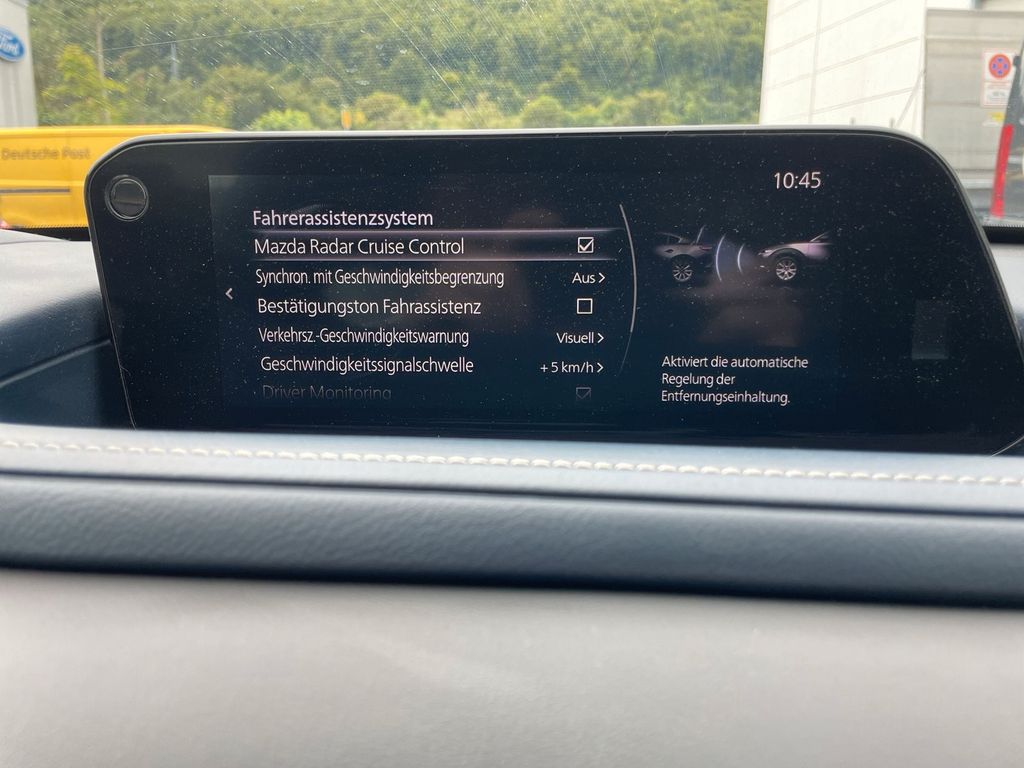 Ford
Deutsche Post
10:45
Fahrerassistenzsystem
Mazda Radar Cruise Control
Synchron. mit Geschwindigkeitsbegrenzung Aus
Bestätigungston Fahrassistenz
Verkehrsz.-Geschwindigkeitswarnung Visuell
Geschwindigkeitssignalschwelle +5 km/h
Driver Monitoring
Aktiviert die automatische
Regelung der
Entfernungseinhaltung.